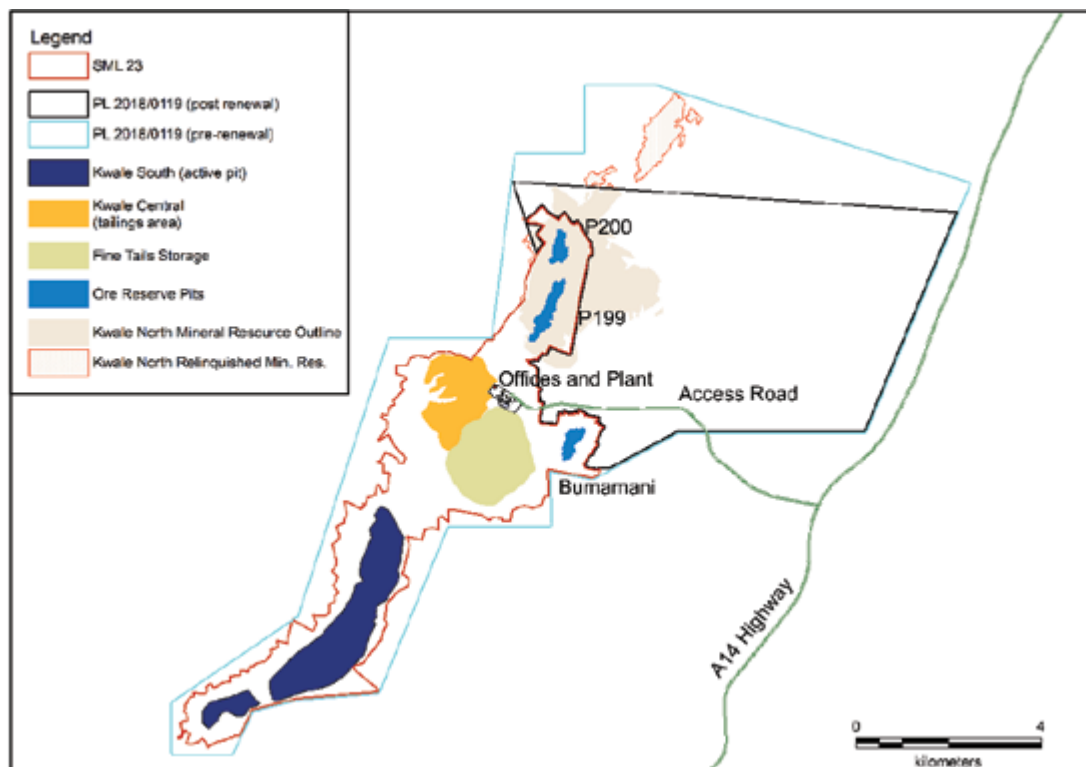 Legend
SML 23
PL 2018/0119 (post renewal)
PL 2018/0119 (pre-renewal)
Kwale South (active pit)
Kwale Central
(tailings area)
Fine Tails Storage
Ore Reserve Pits
Kwale North Mineral Resource Outline
Kwale North Relinquished Min. Res.
P200
P199
Offices and Plant
Access Road
Bumamani
A14 Highway
0 4
kilometers